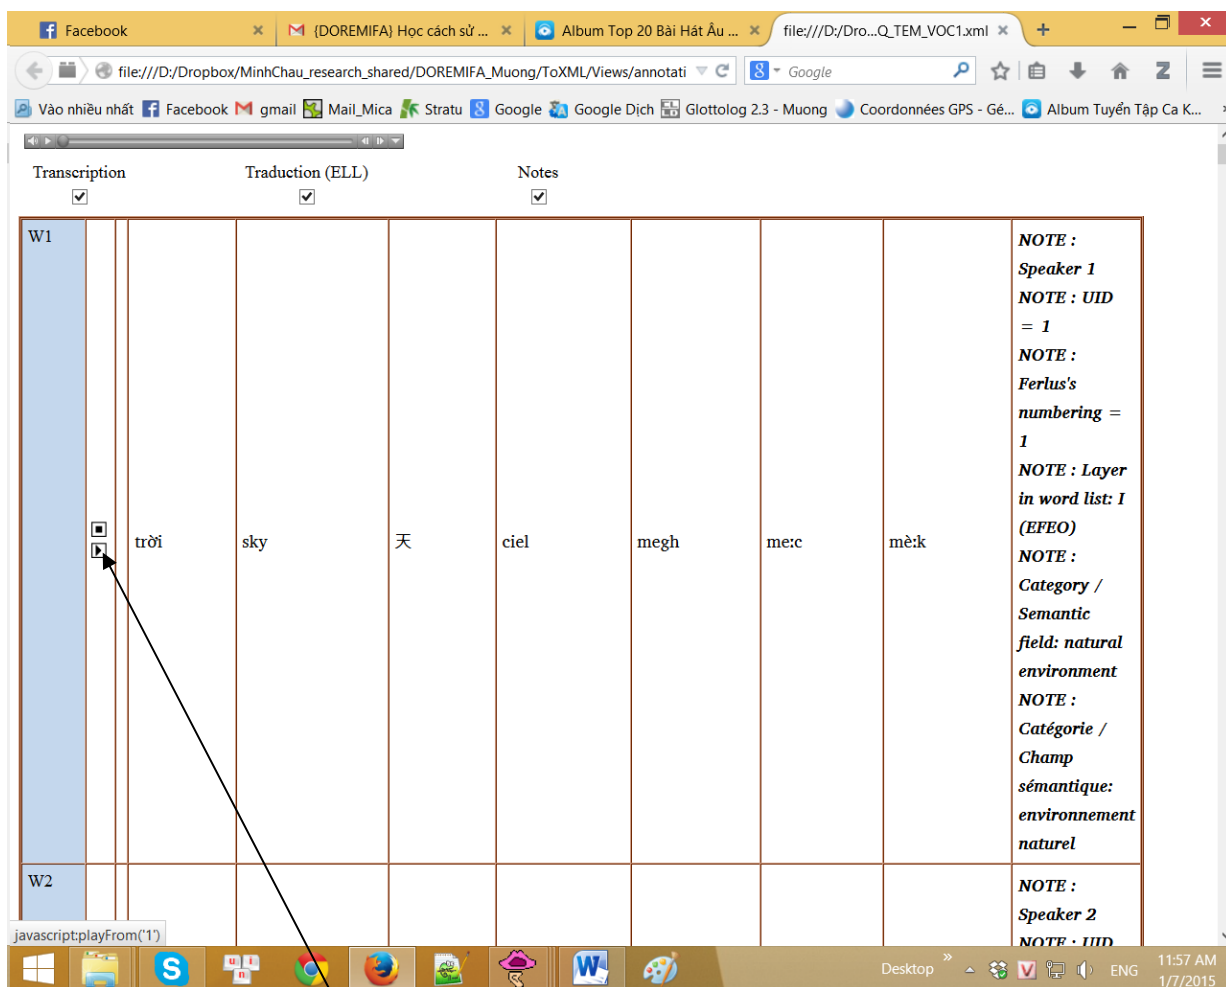 Facebook
{DOREMIFA} Học cách sử ...
Album Top 20 Bài Hát Âu ...
file:///D:/Dro...Q_TEM_VOC1.xml
file:///D:/Dropbox/MinhChau_research_shared/DOREMIFA_Muong/ToXML/Views/annotati
Google
Vào nhiều nhất Facebook gmail Mail_Mica Stratu Google Google Dịch Glottolog 2.3 - Muong Coordonnées GPS - Gé... Album Tuyển Tập Ca K...
Transcription Traduction (ELL) Notes
W1
trời sky 天 ciel megh me:c mè:k
NOTE :
Speaker 1
NOTE : UID
= 1
NOTE :
Ferlus's
numbering =
1
NOTE : Layer
in word list: I
(EFEO)
NOTE :
Category /
Semantic
field: natural
environment
NOTE :
Catégorie /
Champ
sémantique:
environnement
naturel
W2
NOTE :
Speaker 2
NOTE : UID
javascript:playFrom('1')
Desktop ENG 11:57 AM
1/7/2015